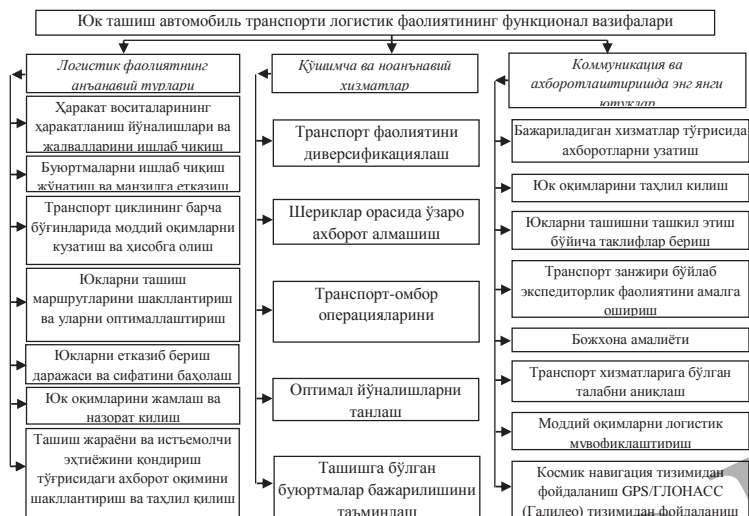 Юк ташиш автомобиль транспорти логистик фаолиятининг функционал вазифалари
Логистик фаолиятнинг
анъанавий турлари
Ҳаракат воситаларининг
ҳаракатланиш йўналишлари ва
жадвалларини ишлаб чиқиш
Буюртмаларни ишлаб чиқиш
жўнатиш ва манзилга етказиш
Транспорт циклининг барча
бўғинларида моддий оқимларни
кузатиш ва ҳисобга олиш
Юкларни ташиш
маршрутларини шакллантириш
ва уларни оптималлаштириш
Юкларни етказиб бериш
даражаси ва сифатини баҳолаш
Юк оқимларини жамлаш ва
назорат килиш
Ташиш жараёни ва истъемолчи
эҳтиёжини қондириш
тўғрисидаги ахборот оқимини
шакллантириш ва таҳлил қилиш
Қўшимча ва ноанънавий
хизматлар
Транспорт фаолиятини
диверсификациялаш
Шериклар орасида ўзаро
ахборот алмашиш
Транспорт-омбор
операцияларини
Оптимал йўналишларни
танлаш
Ташишга бўлган
буюртмалар бажарилишини
таъминлаш
Коммуникация ва
ахборотлаштиришда энг янги
ютуклар
Бажариладиган хизматлар тўғрисида
ахборотларни узатиш
Юк оқимларини таҳлил килиш
Юкларни ташишни ташкил этиш
бўйича таклифлар бериш
Транспорт занжири бўйлаб
экспедиторлик фаолиятини амалга
ошириш
Божхона амалиёти
Транспорт хизматларига бўлган
талабни аниқлаш
Моддий оқимларни логистик
мувофиклаштириш
Космик навигация тизимидан
фойдаланиш GPS/ГЛОНАСС
(Галилео) тизимидан фойдаланиш